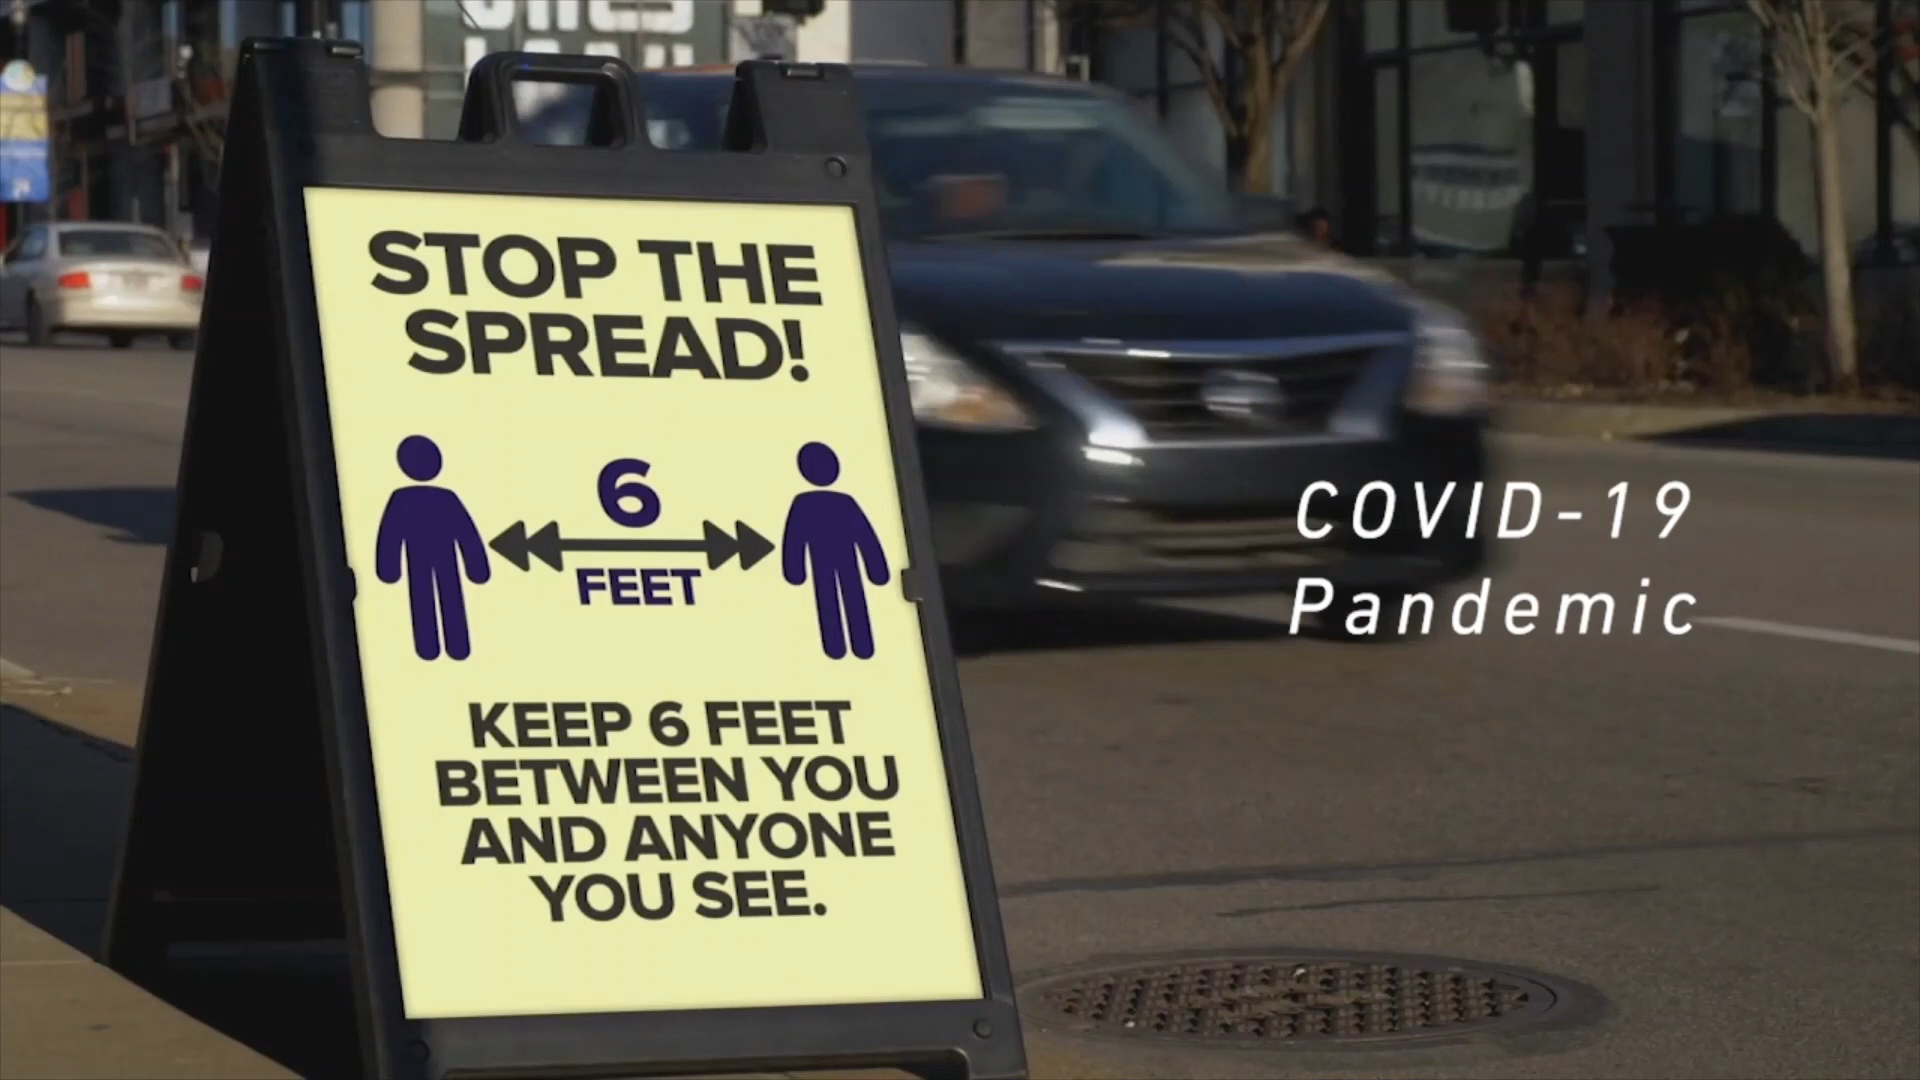 STOP THE
SPREAD!
6
FEET
KEEP 6 FEET
BETWEEN YOU
AND ANYONE
YOU SEE.
COVID-19
Pandemic